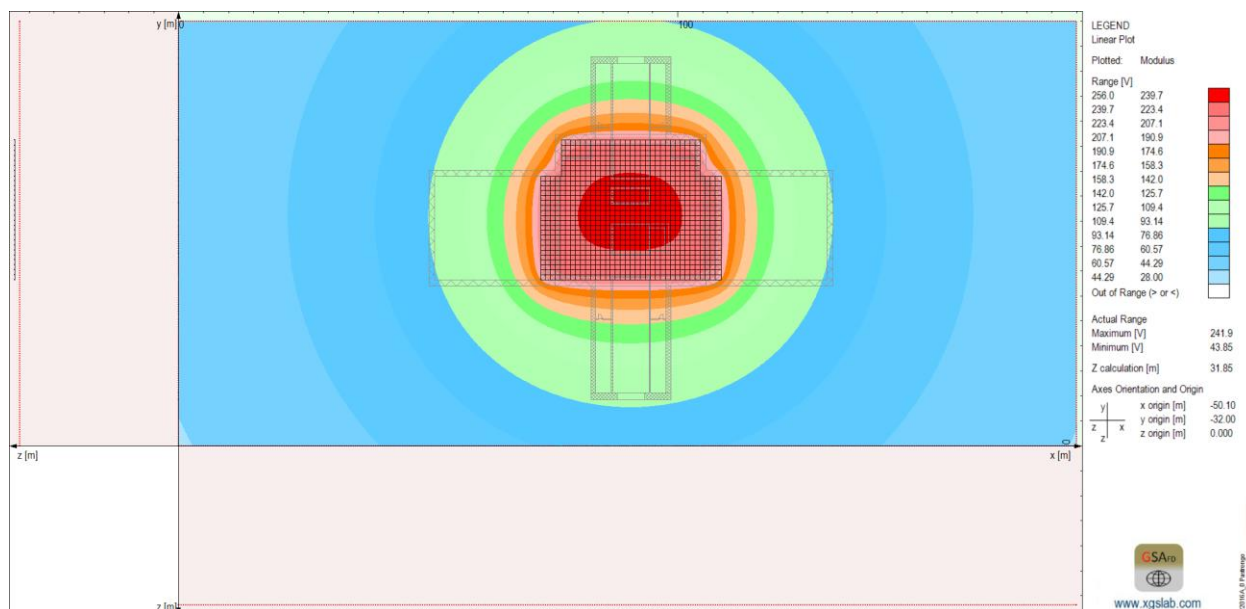 y [m]
0
100
z [m]
x [m]
0
z [m]
LEGEND
Linear Plot
Plotted: Modulus
Range [V]
256.0 239.7
239.7 223.4
223.4 207.1
207.1 190.9
190.9 174.6
174.6 158.3
158.3 142.0
142.0 125.7
125.7 109.4
109.4 93.14
93.14 76.86
76.86 60.57
60.57 44.29
44.29 28.00
Out of Range (> or <)
Actual Range
Maximum [V] 241.9
Minimum [V] 43.85
Z calculation [m] 31.85
Axes Orientation and Origin
y
z x
z
x origin [m] -50.10
y origin [m] -32.00
z origin [m] 0.000
GSAFD
www.xgslab.com